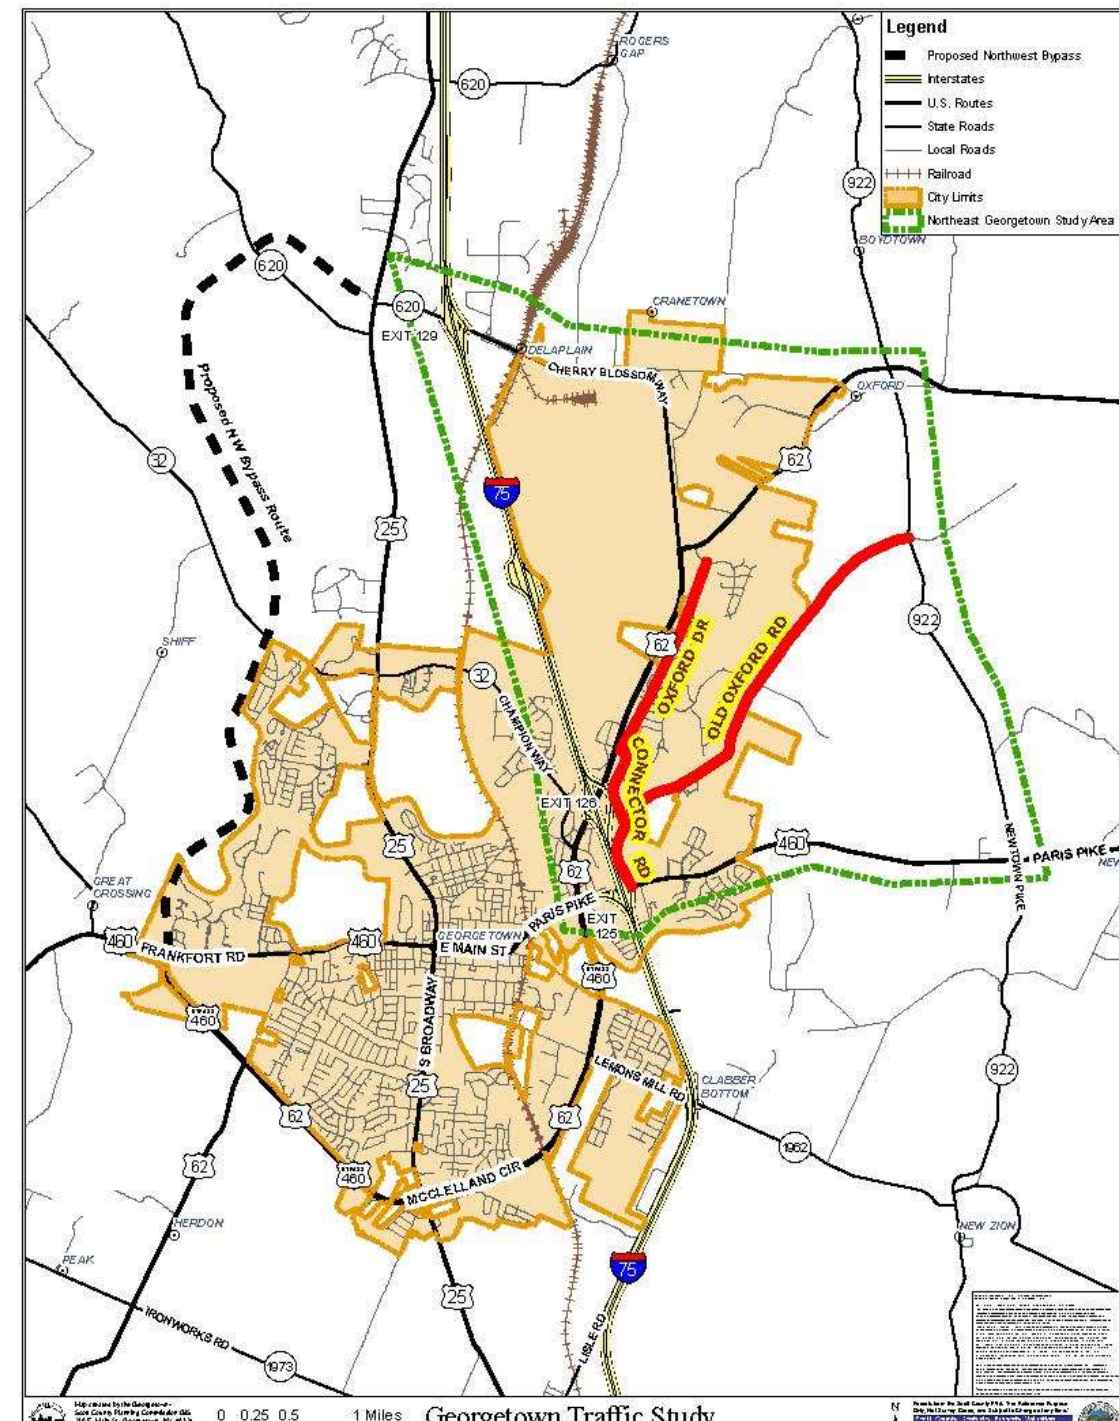 Legend
Proposed Northwest Bypass
Interstates
U.S. Routes
State Roads
Local Roads
Railroad
City Limits
Northeast Georgetown Study Area
ROGERS
GAP
620
922
BOYDTOWN
620
620
EXIT 129
CRANETOWN
DELAPLAIN
CHERRY BLOSSOM WAY
OXFORD
Proposed NW Bypass Route
32
62
75
25
922
SHIFF
62
OXFORD DR
OLD OXFORD RD
32
CHAMPION WAY
CONNECTOR RD
EXIT 126
25
460
NEWTOWN PIKE
PARIS PIKE
NEW
62
GREAT
CROSSING
PARIS PIKE
EXIT
125
460
FRANKFORT RD
460
GEORGETOWN
E MAIN ST
460
460
S BROADWAY
LEMONS MILL RD
CLABBER
BOTTOM
922
25
62
62
1962
62
460
MCCLELLAND CIR
HERDON
NEW ZION
PEAK
75
25
IRONWORKS RD
LISLE RD
1973
0 0.25 0.5 1 Miles
Georgetown Traffic Study
N